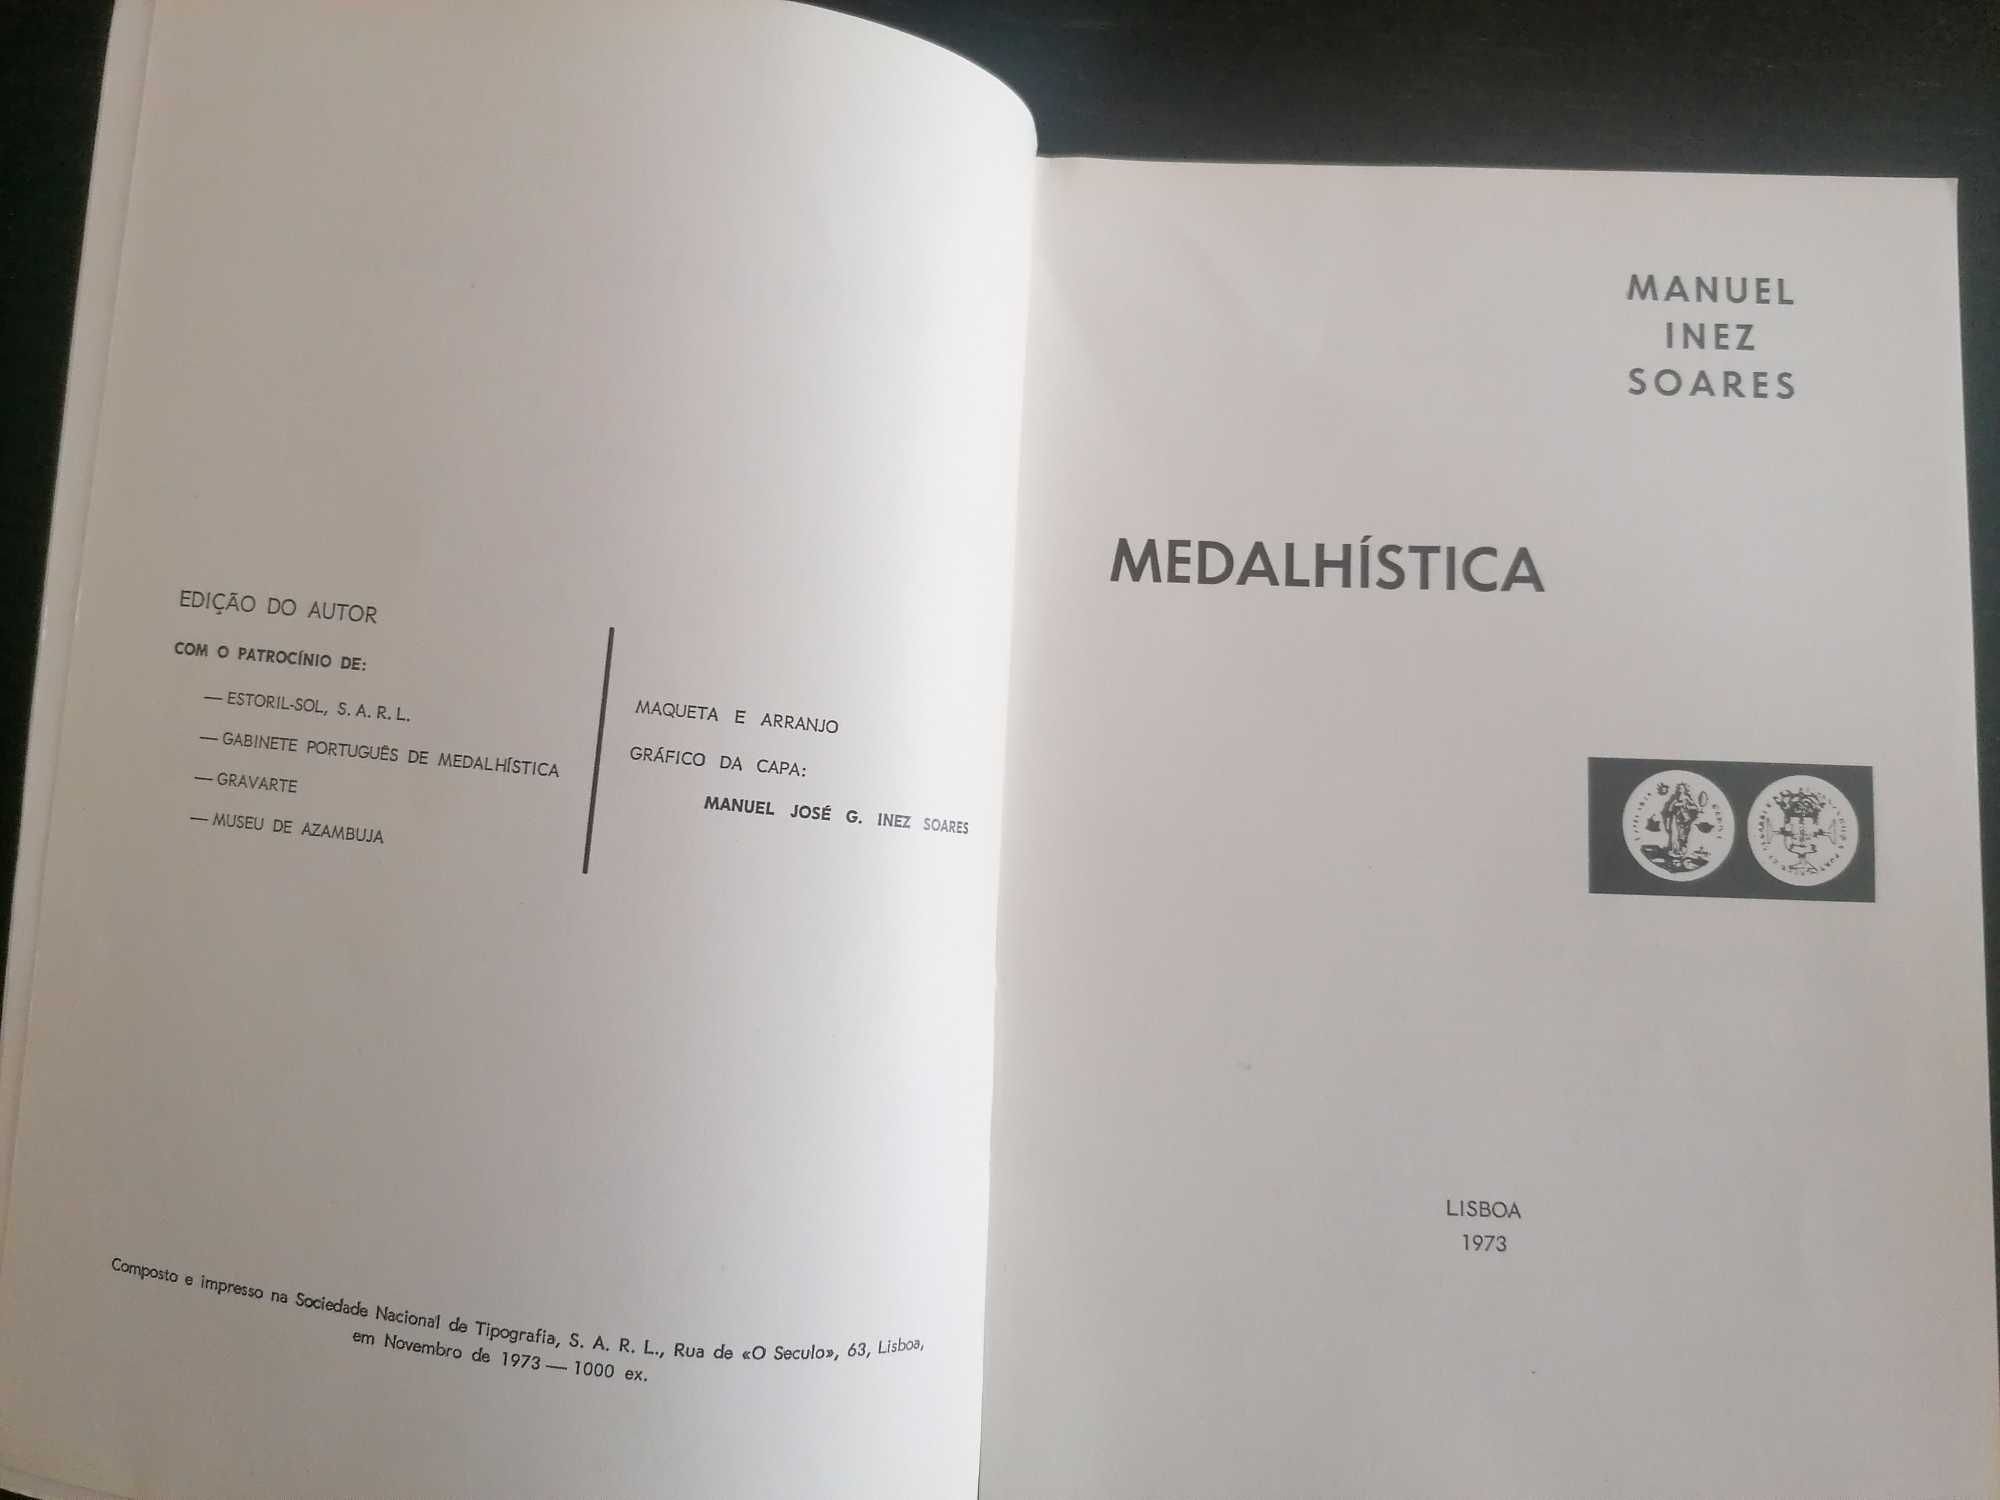 EDIÇÃO DO AUTOR
COM O PATROCÍNIO DE:
— ESTORIL-SOL, S. A. R. L.
— GABINETE PORTUGUÊS DE MEDALHÍSTICA
— GRAVARTE
— MUSEU DE AZAMBUJA
MAQUETA E ARRANJO
GRÁFICO DA CAPA:
MANUEL JOSÉ G. INEZ SOARES
Composto e impresso na Sociedade Nacional de Tipografia, S. A. R. L., Rua de «O Seculo», 63, Lisboa,
em Novembro de 1973 — 1000 ex.
MANUEL
INEZ
SOARES
MEDALHÍSTICA
LISBOA
1973